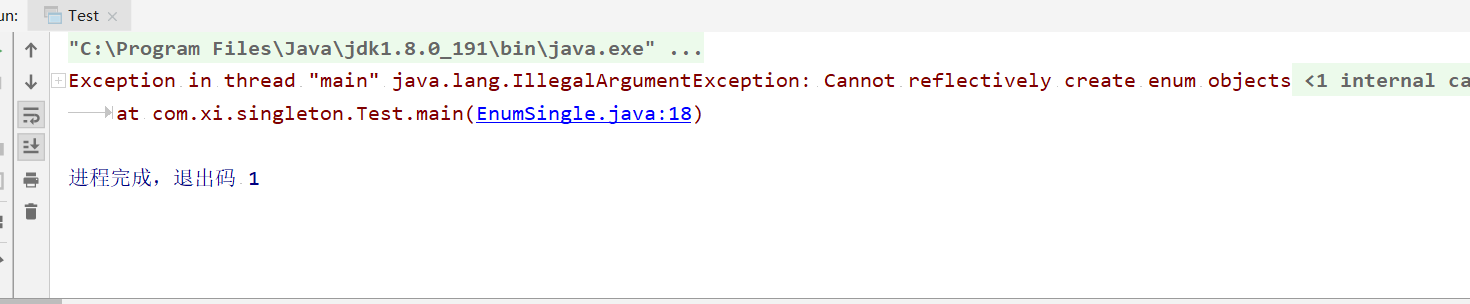 un: Test
"C:\Program Files\Java\jdk1.8.0_191\bin\java.exe" ...
Exception in thread "main" java.lang.IllegalArgumentException: Cannot reflectively create enum objects <1 internal ca
at com.xi.singleton.Test.main(EnumSingle.java:18)
进程完成，退出码 1